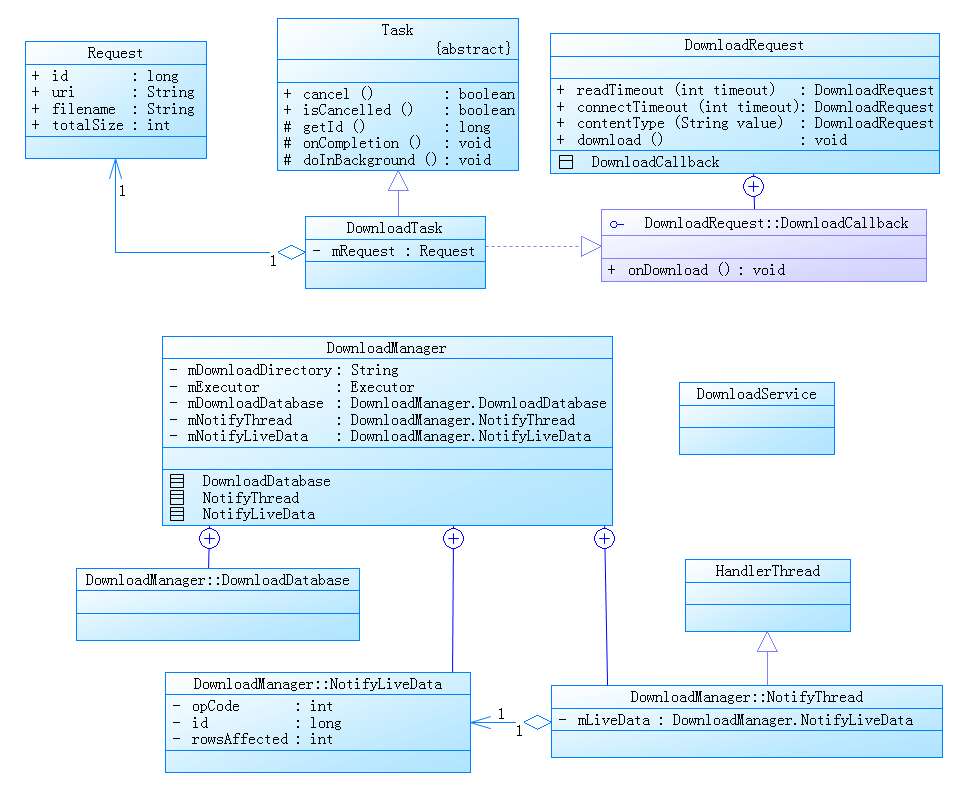 Request
+ id : long
+ uri : String
+ filename : String
+ totalSize : int
Task
{abstract}
+ cancel () : boolean
+ isCancelled () : boolean
# getId () : long
# onCompletion () : void
# doInBackground () : void
DownloadRequest
+ readTimeout (int timeout) : DownloadRequest
+ connectTimeout (int timeout) : DownloadRequest
+ contentType (String value) : DownloadRequest
+ download () : void
DownloadCallback
1
1
DownloadTask
- mRequest : Request
DownloadRequest::DownloadCallback
+ onDownload () : void
DownloadManager
- mDownloadDirectory : String
- mExecutor : Executor
- mDownloadDatabase : DownloadManager.DownloadDatabase
- mNotifyThread : DownloadManager.NotifyThread
- mNotifyLiveData : DownloadManager.NotifyLiveData
DownloadDatabase
NotifyThread
NotifyLiveData
DownloadService
DownloadManager::DownloadDatabase
HandlerThread
DownloadManager::NotifyLiveData
- opCode : int
- id : long
- rowsAffected : int
1
1
DownloadManager::NotifyThread
- mLiveData : DownloadManager.NotifyLiveData